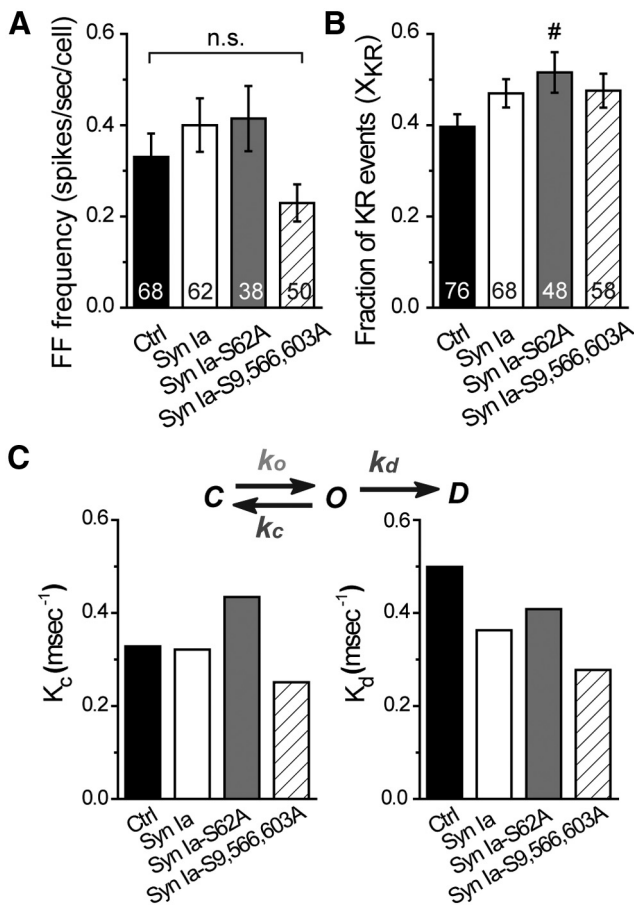 A
FF frequency (spikes/sec/cell)
0.6
0.4
0.2
0.0
n.s.
68
62
38
50
Ctrl
Syn Ia
Syn Ia-S62A
Syn Ia-S9,566,603A
B
Fraction of KR events (XKR)
0.6
0.4
0.2
0.0
#
76
68
48
58
Ctrl
Syn Ia
Syn Ia-S62A
Syn Ia-S9,566,603A
C
ko
kd
C
O
D
kc
Kc (msec-1)
0.6
0.4
0.2
0.0
Ctrl
Syn Ia
Syn Ia-S62A
Syn Ia-S9,566,603A
Kd (msec-1)
0.6
0.4
0.2
0.0
Ctrl
Syn Ia
Syn Ia-S62A
Syn Ia-S9,566,603A